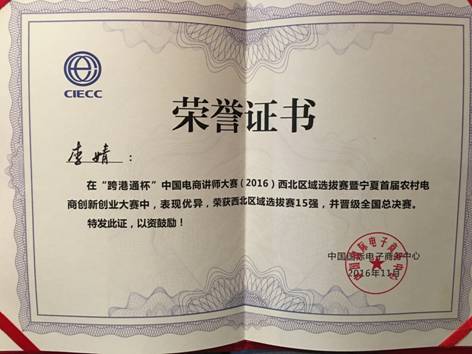 CIECC
荣誉证书
李婧：
在“跨港通杯”中国电商讲师大赛（2016）西北区域选拔赛暨宁夏首届农村电
商创新创业大赛中，表现优异，荣获西北区域选拔赛15强，并晋级全国总决赛。
特发此证，以资鼓励！
中国国际电子商务中心
2016年11月